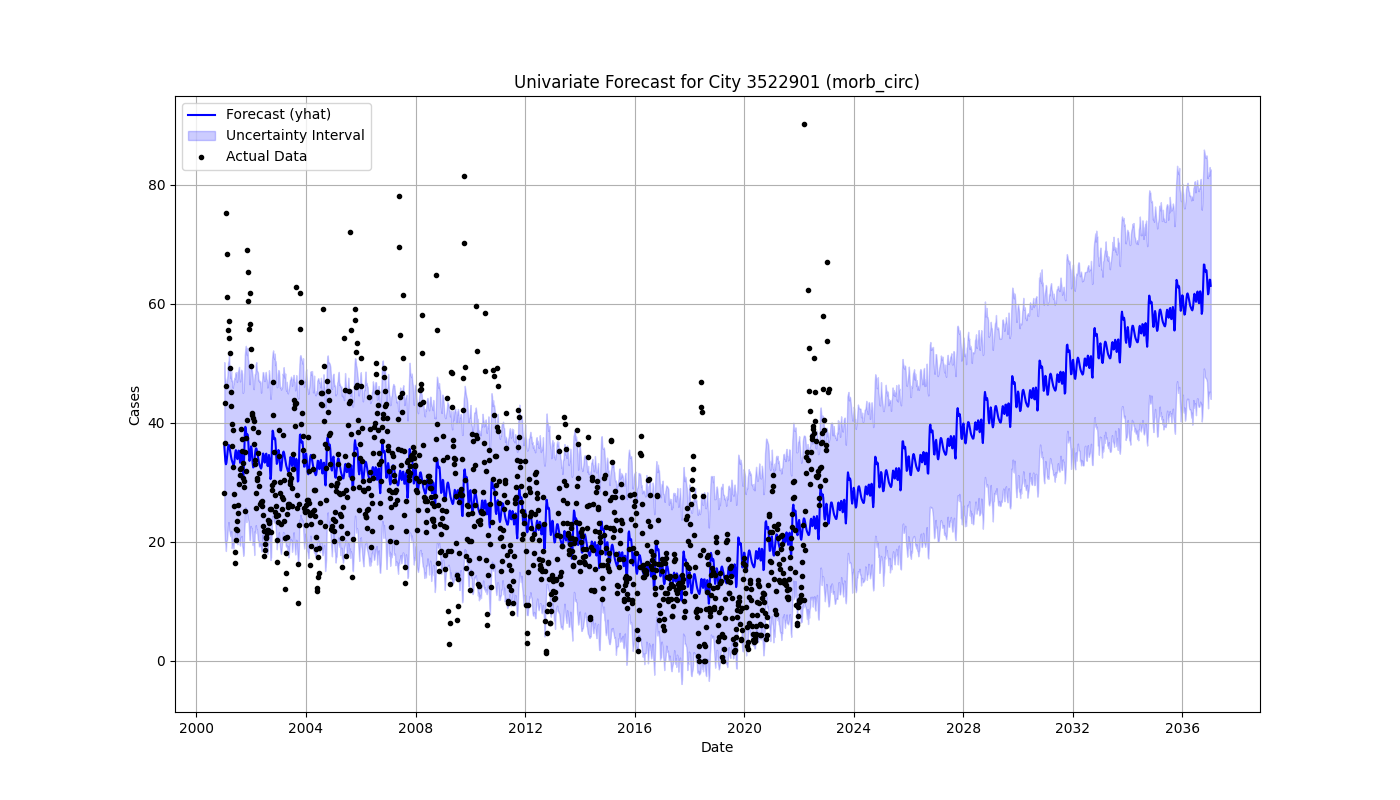 Univariate Forecast for City 3522901 (morb_circ)
Forecast (yhat)
Uncertainty Interval
Actual Data
Cases
80
60
40
20
0
2000 2004 2008 2012 2016 2020 2024 2028 2032 2036
Date